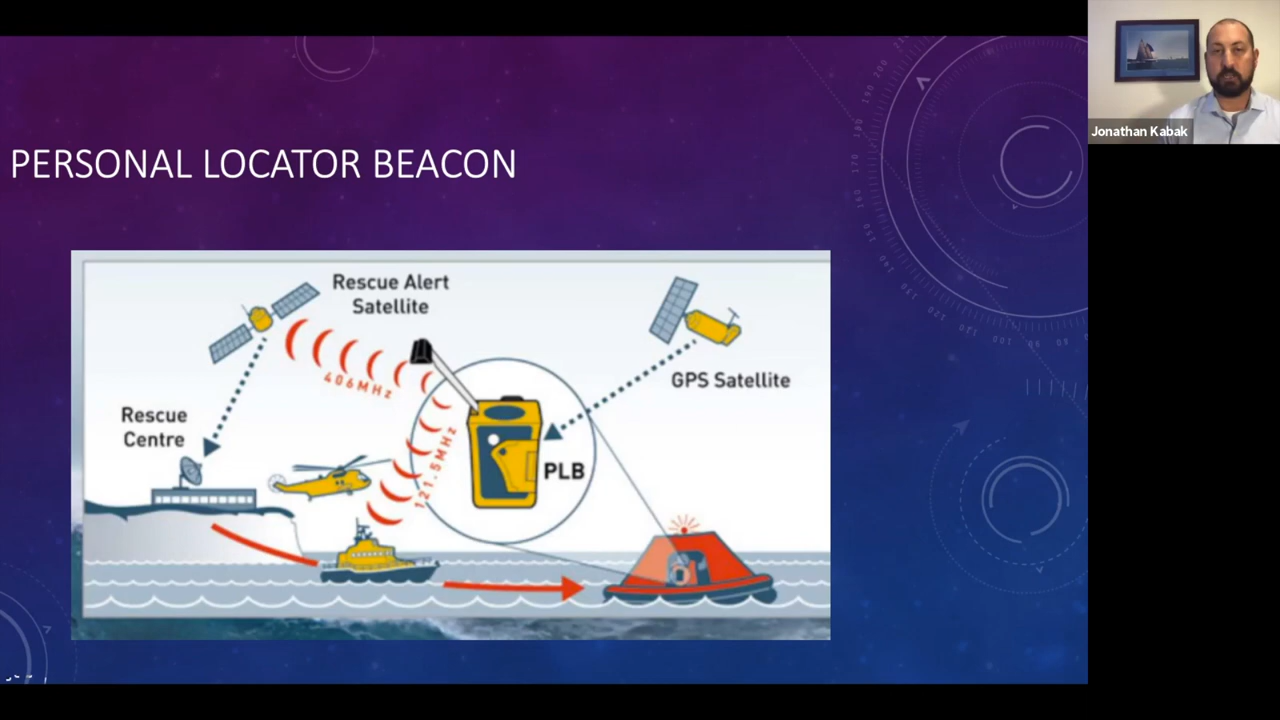 PERSONAL LOCATOR BEACON
Rescue Alert
Satellite
406MHz
GPS Satellite
Rescue
Centre
121.5MHz
PLB
Jonathan Kabak